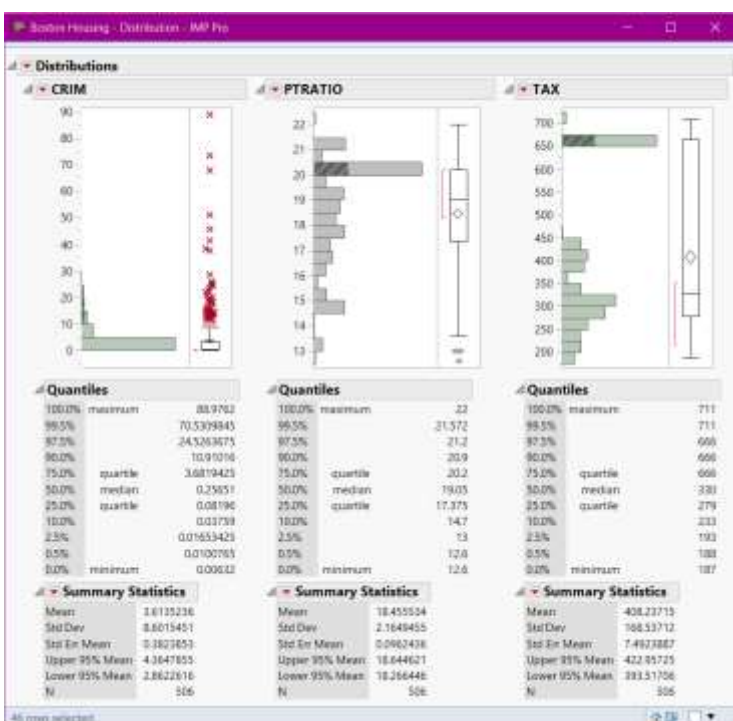 Boston Housing - Distribution - JMP Pro
Distributions
CRIM
90
80
70
60
50
40
30
20
10
0
Quantiles
100.0% maximum 88.9762
99.5% 70.5309845
97.5% 24.5263675
90.0% 10.91016
75.0% quartile 3.6819425
50.0% median 0.25651
25.0% quartile 0.08196
10.0% 0.03759
2.5% 0.01653425
0.5% 0.0100765
0.0% minimum 0.00632
Summary Statistics
Mean 3.6135236
Std Dev 8.6015451
Std Err Mean 0.3823853
Upper 95% Mean 4.3647855
Lower 95% Mean 2.8622616
N 506
PTRATIO
22
21
20
19
18
17
16
15
14
13
Quantiles
100.0% maximum 22
99.5% 21.572
97.5% 21.2
90.0% 20.9
75.0% quartile 20.2
50.0% median 19.05
25.0% quartile 17.375
10.0% 14.7
2.5% 13
0.5% 12.6
0.0% minimum 12.6
Summary Statistics
Mean 18.455534
Std Dev 2.1649455
Std Err Mean 0.0962436
Upper 95% Mean 18.644621
Lower 95% Mean 18.266446
N 506
TAX
700
650
600
550
500
450
400
350
300
250
200
Quantiles
100.0% maximum 711
99.5% 711
97.5% 666
90.0% 666
75.0% quartile 666
50.0% median 330
25.0% quartile 279
10.0% 233
2.5% 193
0.5% 188
0.0% minimum 187
Summary Statistics
Mean 408.23715
Std Dev 168.53712
Std Err Mean 7.4923887
Upper 95% Mean 422.95725
Lower 95% Mean 393.51706
N 506
46 rows selected